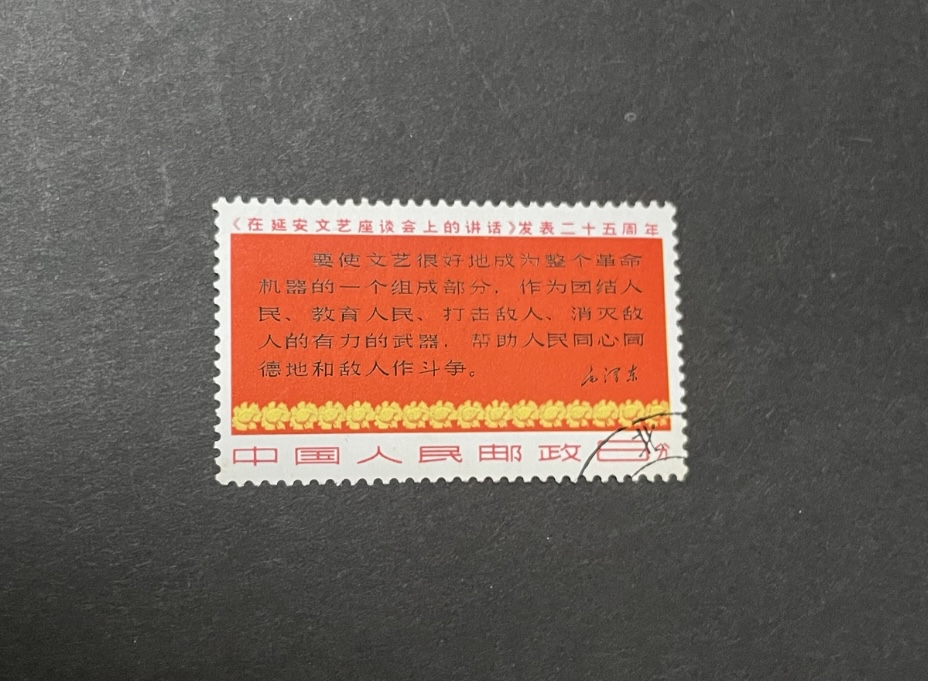 《在延安文艺座谈会上的讲话》发表二十五周年
要使文艺很好地成为整个革命
机器的一个组成部分，作为团结人
民、教育人民、打击敌人、消灭敌
人的有力的武器，帮助人民同心同
德地和敌人作斗争。
毛泽东
中国人民邮政 8分
北